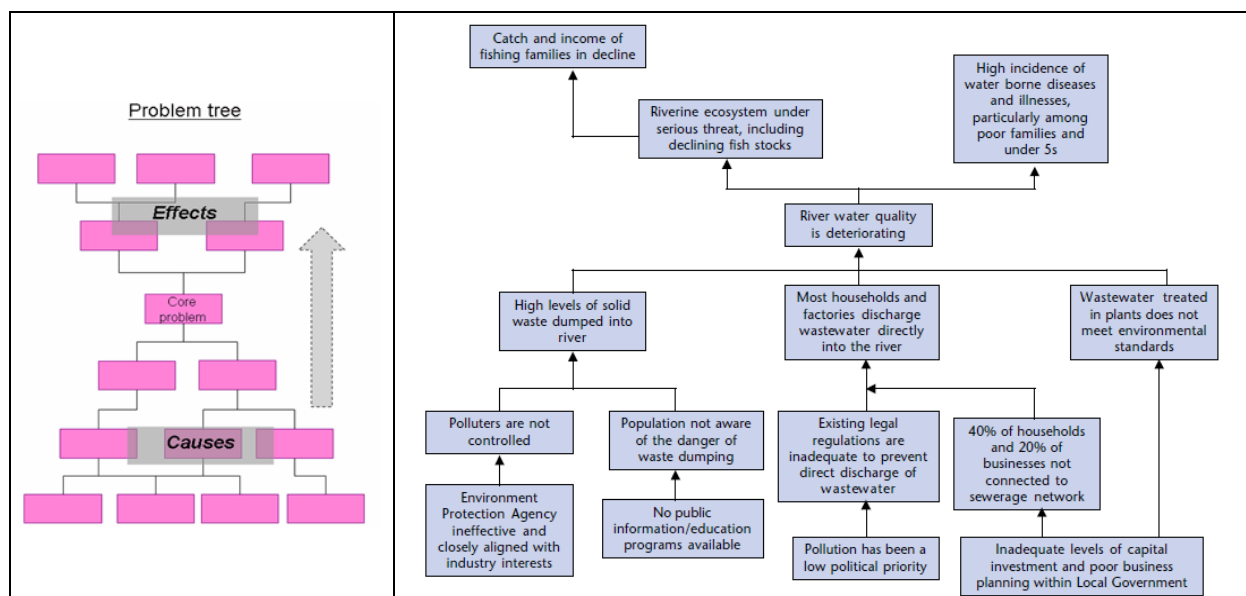 Problem tree
Effects
Core
problem
Causes
Catch and income of
fishing families in decline
High incidence of
water borne diseases
and illnesses,
particularly among
poor families and
under 5s
Riverine ecosystem under
serious threat, including
declining fish stocks
River water quality
is deteriorating
High levels of solid
waste dumped into
river
Most households and
factories discharge
wastewater directly
into the river
Wastewater treated
in plants does not
meet environmental
standards
Polluters are not
controlled
Population not aware
of the danger of
waste dumping
Existing legal
regulations are
inadequate to prevent
direct discharge of
wastewater
40% of households
and 20% of
businesses not
connected to
sewerage network
Environment
Protection Agency
ineffective and
closely aligned with
industry interests
No public
information/education
programs available
Pollution has been a
low political priority
Inadequate levels of capital
investment and poor business
planning within Local Government